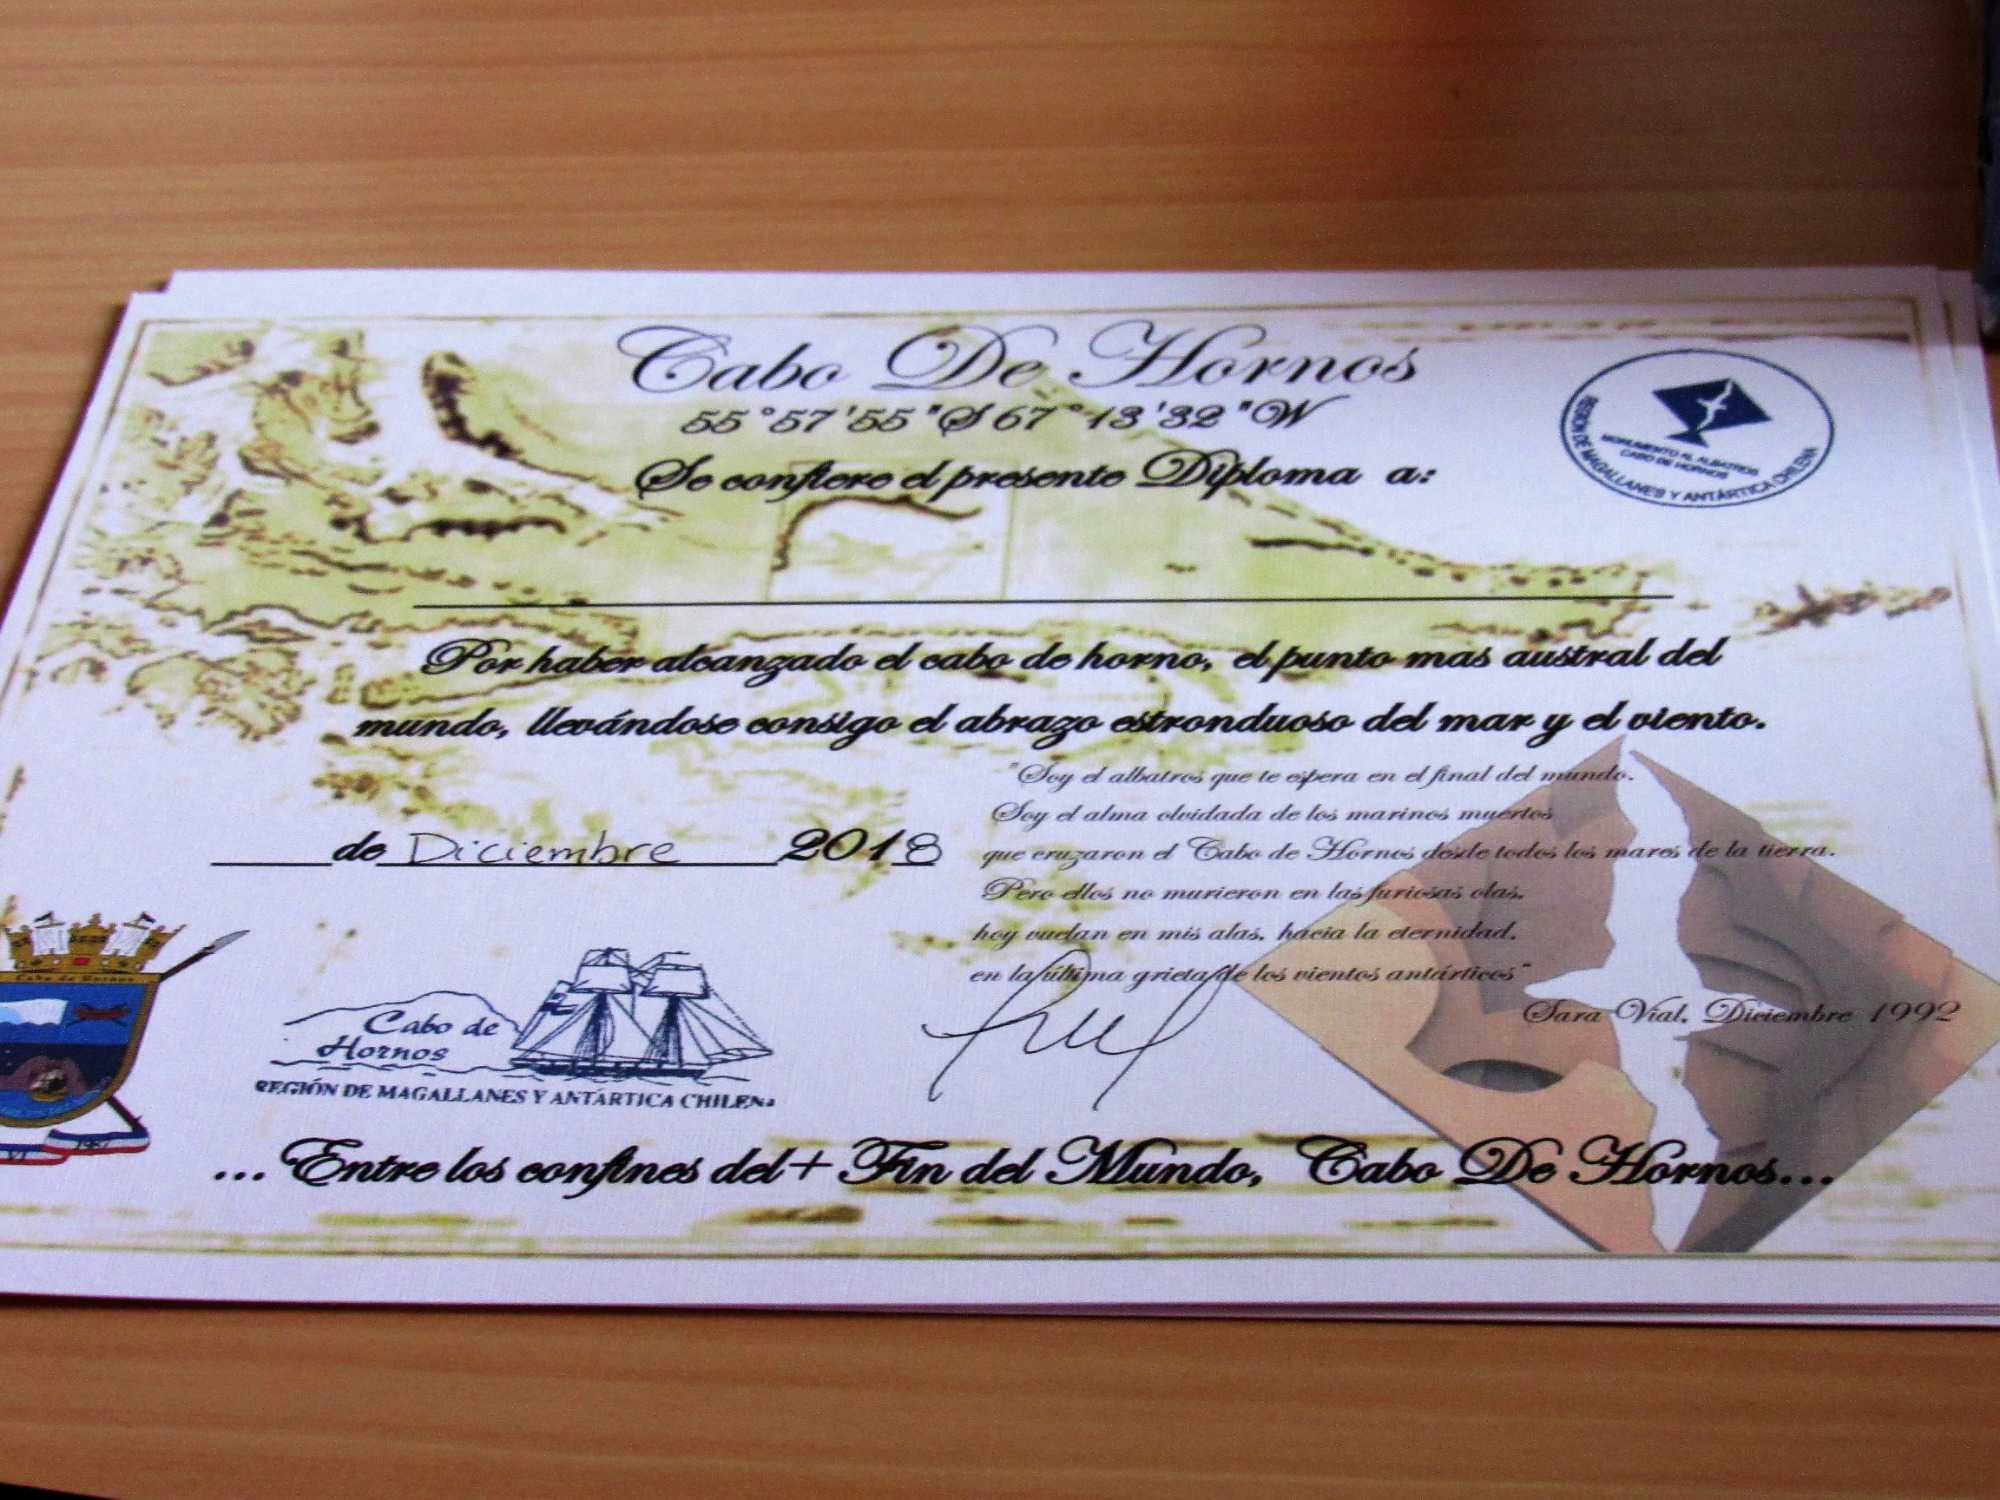 Cabo De Hornos
55°57'55"S 67°13'32"W
Se confiere el presente Diploma a:
MONUMENTO AL ALBATROS
CABO DE HORNOS
REGIÓN DE MAGALLANES Y ANTÁRTICA CHILENA
Por haber alcanzado el cabo de horno, el punto mas austral del
mundo, llevándose consigo el abrazo estronduoso del mar y el viento.
"Soy el albatros que te espera en el final del mundo.
Soy el alma olvidada de los marinos muertos
que cruzaron el Cabo de Hornos desde todos los mares de la tierra.
Pero ellos no murieron en las furiosas olas,
hoy vuelan en mis alas, hacia la eternidad,
en la última grieta de los vientos antárticos"
Sara Vial, Diciembre 1992
de Diciembre 2018
Cabo de Hornos
Cabo de
Hornos
REGIÓN DE MAGALLANES Y ANTÁRTICA CHILENA
... Entre los confines del + Fin del Mundo, Cabo De Hornos...